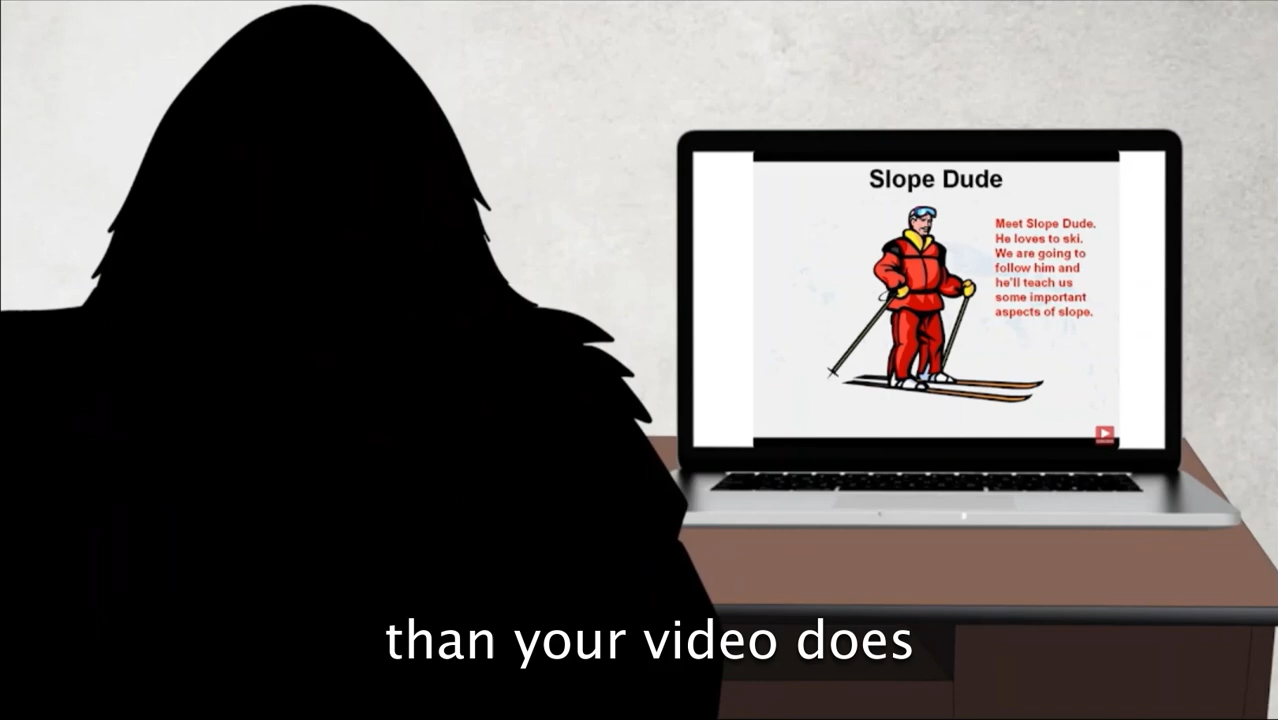 Slope Dude
Meet Slope Dude.
He loves to ski.
We are going to
follow him and
he'll teach us
some important
aspects of slope.
than your video does